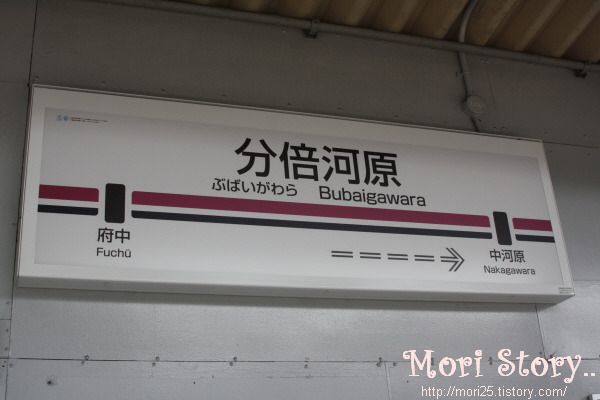 分倍河原
ぶばいがわら Bubaigawara
府中
Fuchū
中河原
Nakagawara
Mori Story..
http://mori25.tistory.com/